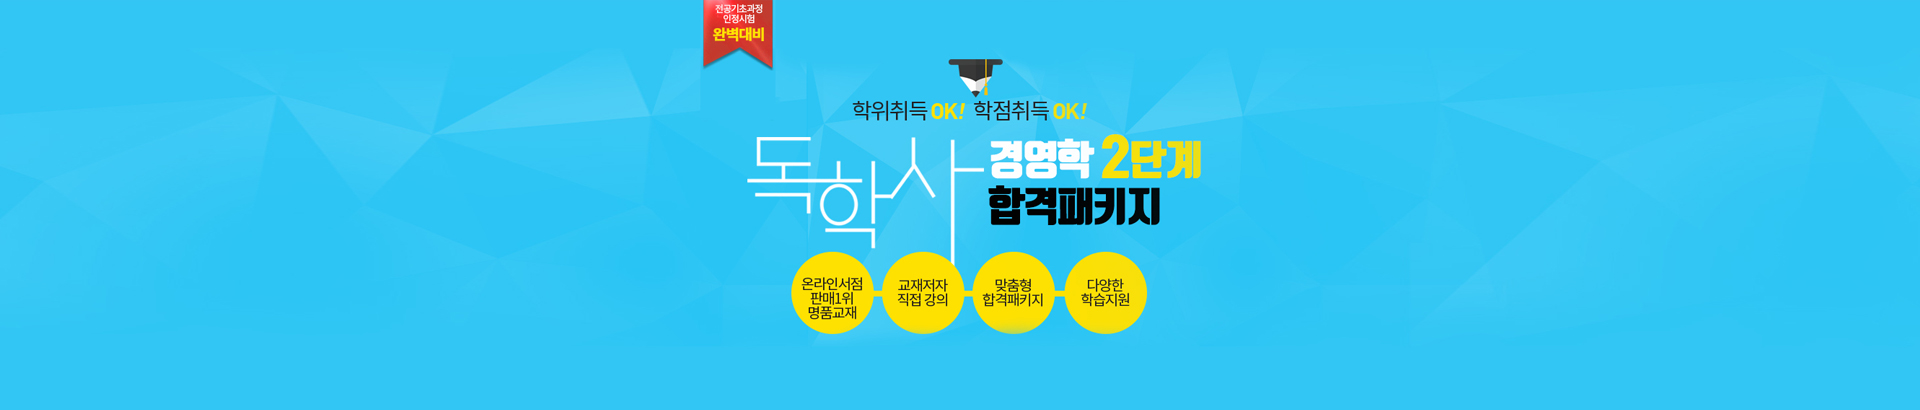 전공기초과정
인정시험
완벽대비
학위취득 OK! 학점취득 OK!
독학사
경영학 2단계
합격패키지
온라인서점
판매1위
명품교재
교재저자
직접 강의
맞춤형
합격패키지
다양한
학습지원